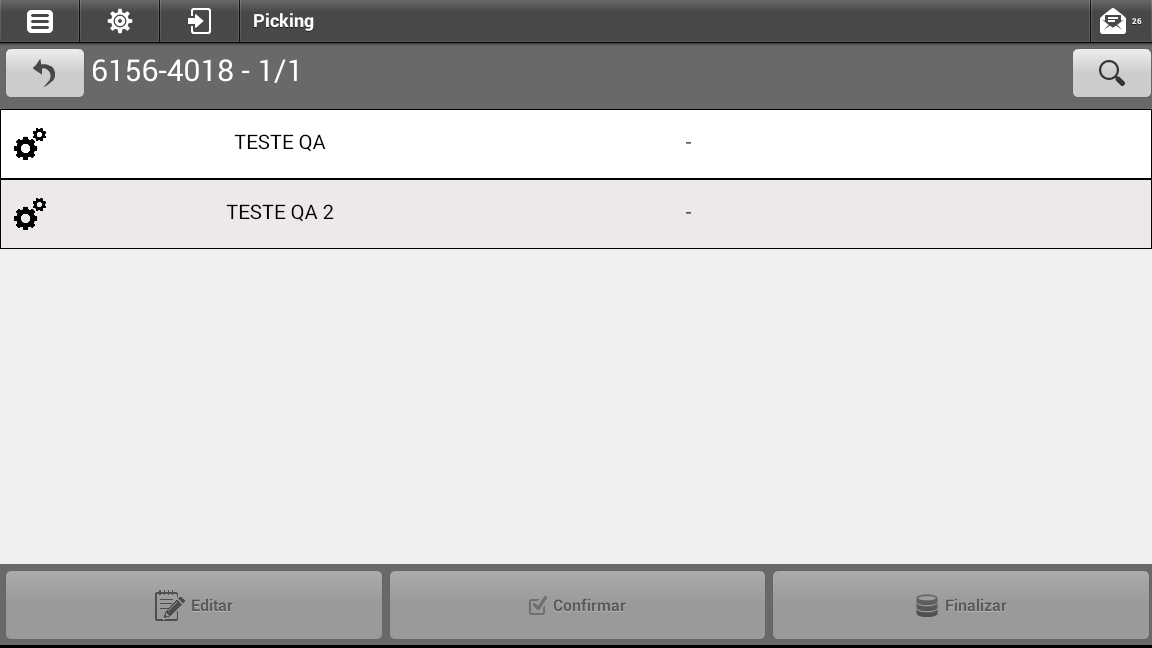 Picking
26
6156-4018 - 1/1
TESTE QA -
TESTE QA 2 -
Editar
Confirmar
Finalizar